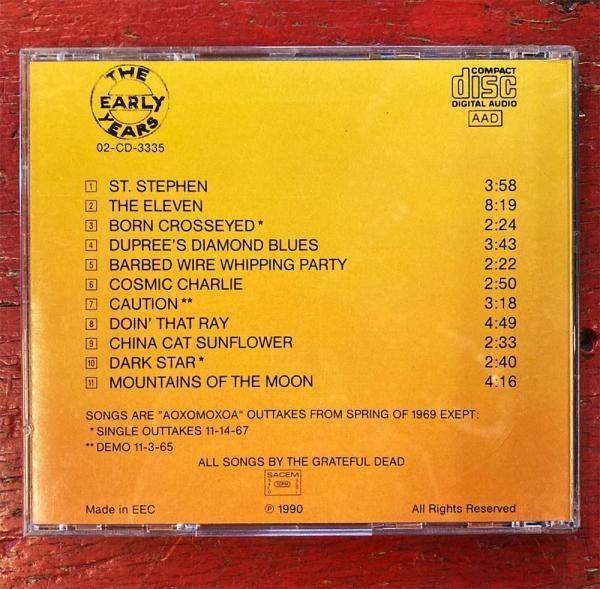 THE
EARLY
YEARS
02-CD-3335
COMPACT
disc
DIGITAL AUDIO
AAD
1 ST. STEPHEN 3:58
2 THE ELEVEN 8:19
3 BORN CROSSEYED * 2:24
4 DUPREE'S DIAMOND BLUES 3:43
5 BARBED WIRE WHIPPING PARTY 2:22
6 COSMIC CHARLIE 2:50
7 CAUTION ** 3:18
8 DOIN' THAT RAY 4:49
9 CHINA CAT SUNFLOWER 2:33
10 DARK STAR * 2:40
11 MOUNTAINS OF THE MOON 4:16
SONGS ARE "AOXOMOXOA" OUTTAKES FROM SPRING OF 1969 EXEPT:
* SINGLE OUTTAKES 11-14-67
** DEMO 11-3-65
ALL SONGS BY THE GRATEFUL DEAD
SACEM
Made in EEC ℗ 1990 All Rights Reserved